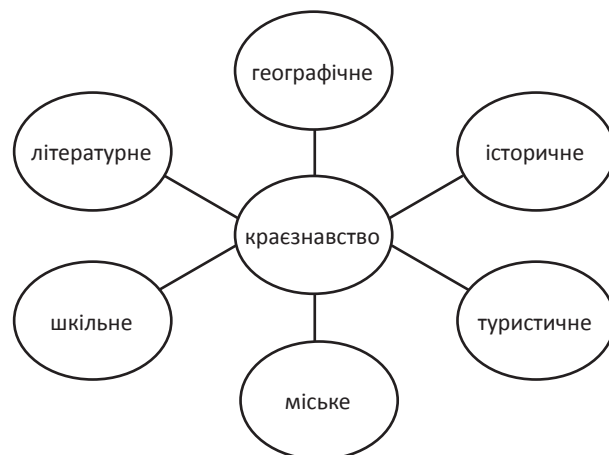 географічне
літературне
історичне
краєзнавство
шкільне
туристичне
міське